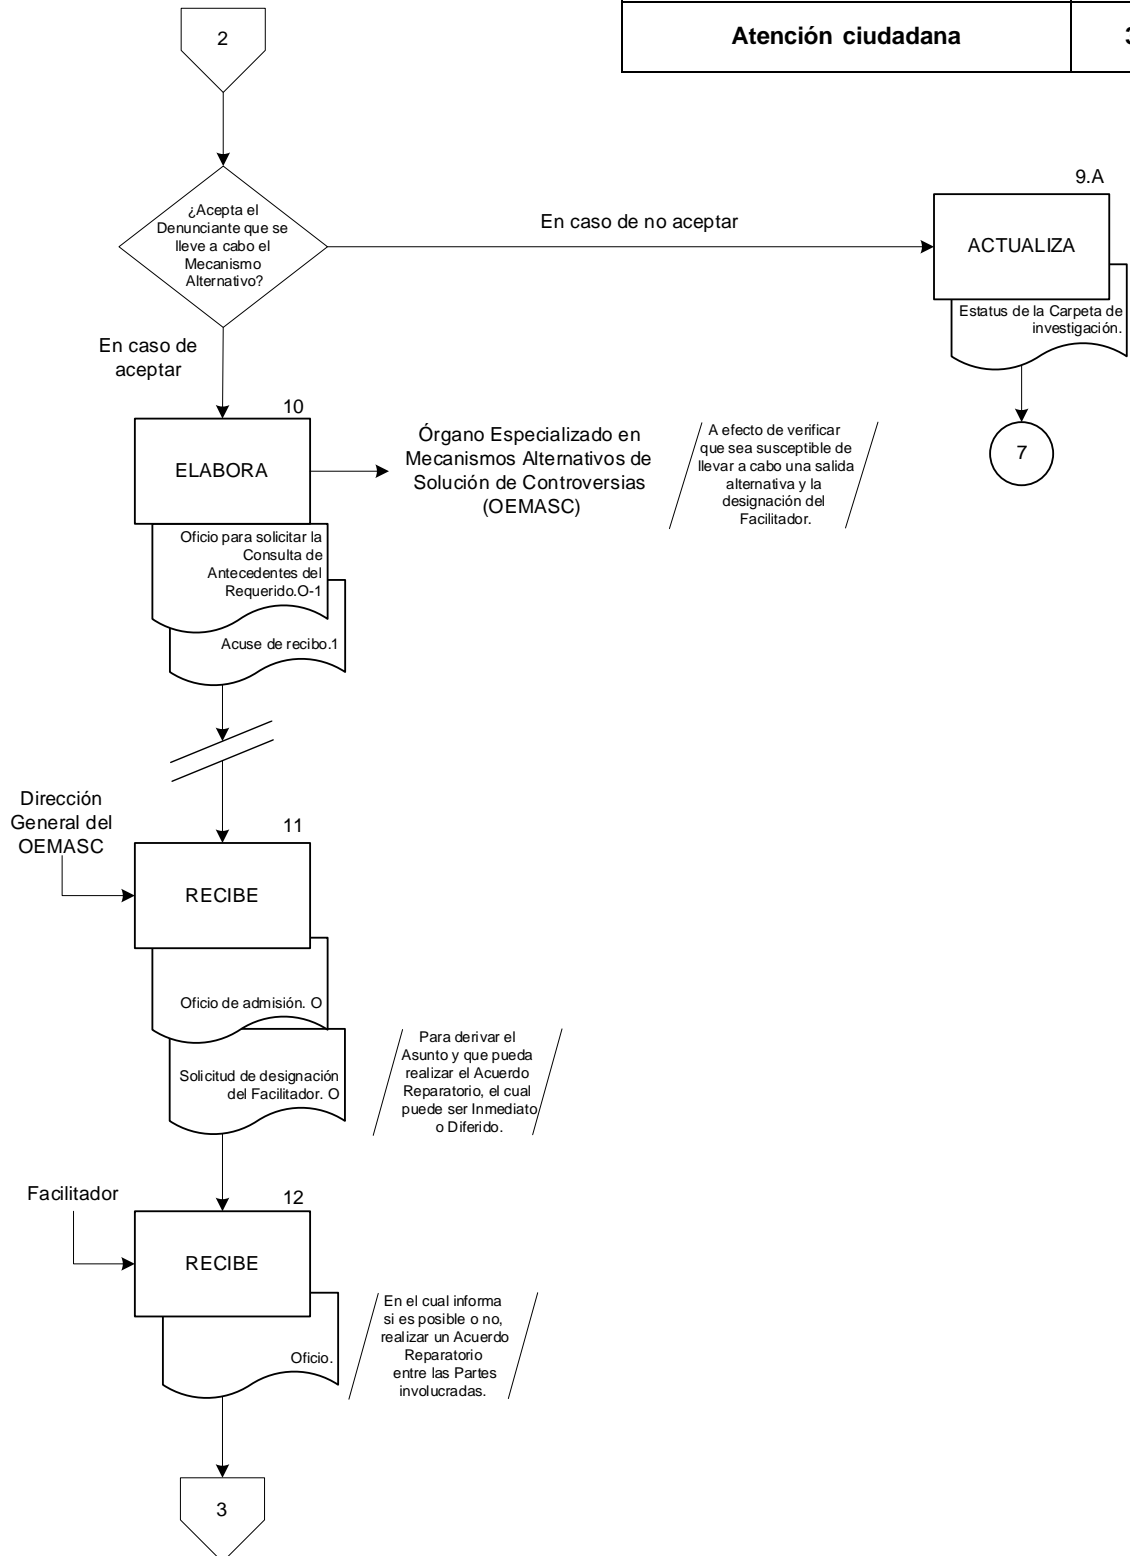 2
Atención ciudadana
3
¿Acepta el
Denunciante que se
lleve a cabo el
Mecanismo
Alternativo?
En caso de no aceptar
9.A
ACTUALIZA
Estatus de la Carpeta de
investigación.
7
En caso de
aceptar
10
ELABORA
Oficio para solicitar la
Consulta de
Antecedentes del
Requerido.O-1
Acuse de recibo.1
Órgano Especializado en
Mecanismos Alternativos de
Solución de Controversias
(OEMASC)
A efecto de verificar
que sea susceptible de
llevar a cabo una salida
alternativa y la
designación del
Facilitador.
Dirección
General del
OEMASC
11
RECIBE
Oficio de admisión. O
Solicitud de designación
del Facilitador. O
Para derivar el
Asunto y que pueda
realizar el Acuerdo
Reparatorio, el cual
puede ser Inmediato
o Diferido.
Facilitador
12
RECIBE
Oficio.
En el cual informa
si es posible o no,
realizar un Acuerdo
Reparatorio
entre las Partes
involucradas.
3